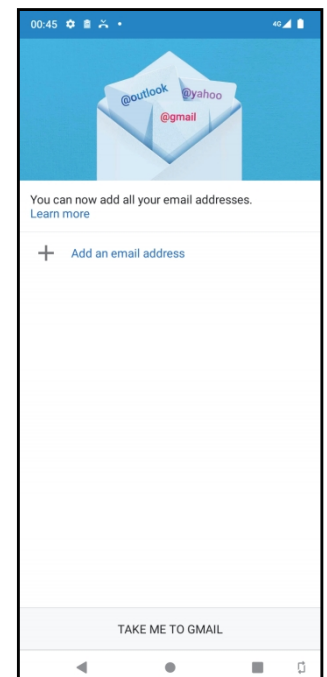 00:45
4G
@outlook
@yahoo
@gmail
You can now add all your email addresses.
Learn more
Add an email address
TAKE ME TO GMAIL